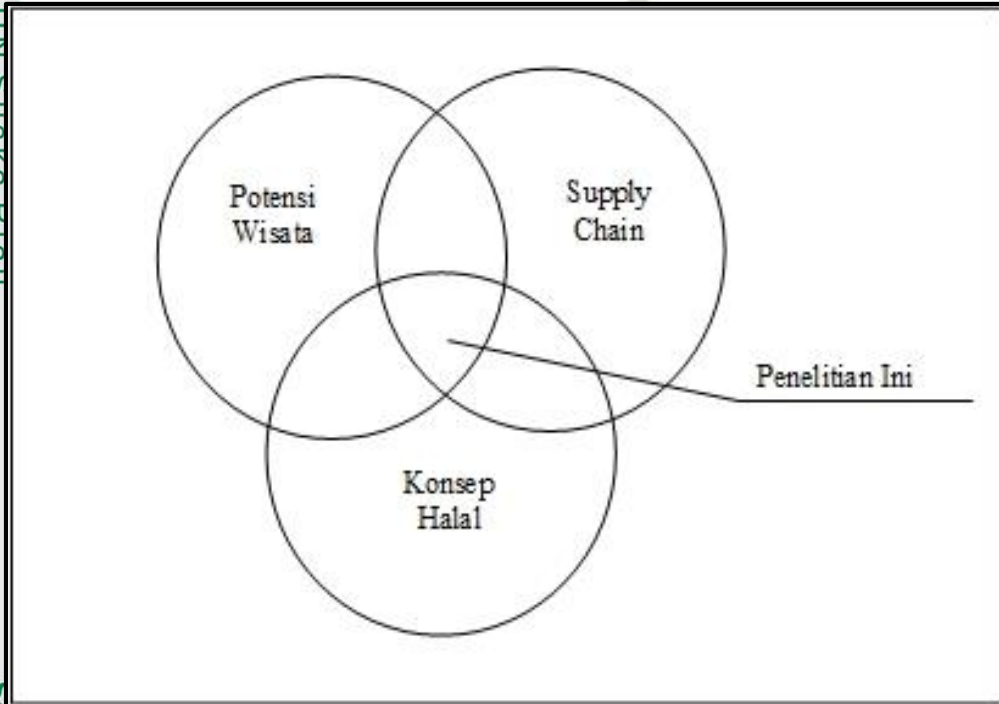 Potensi
Wisata
Supply
Chain
Penelitian Ini
Konsep
Halal